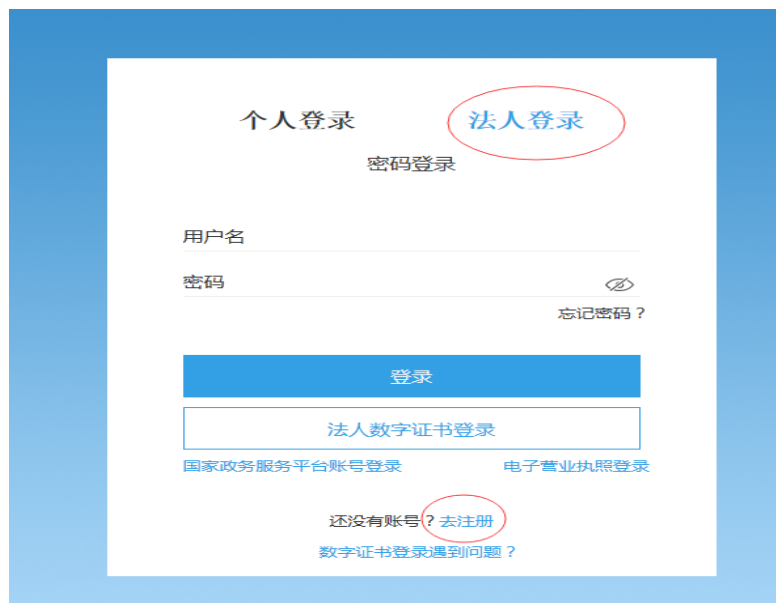 个人登录 法人登录
密码登录
用户名
密码
忘记密码？
登录
法人数字证书登录
国家政务服务平台账号登录 电子营业执照登录
还没有账号？去注册
数字证书登录遇到问题？